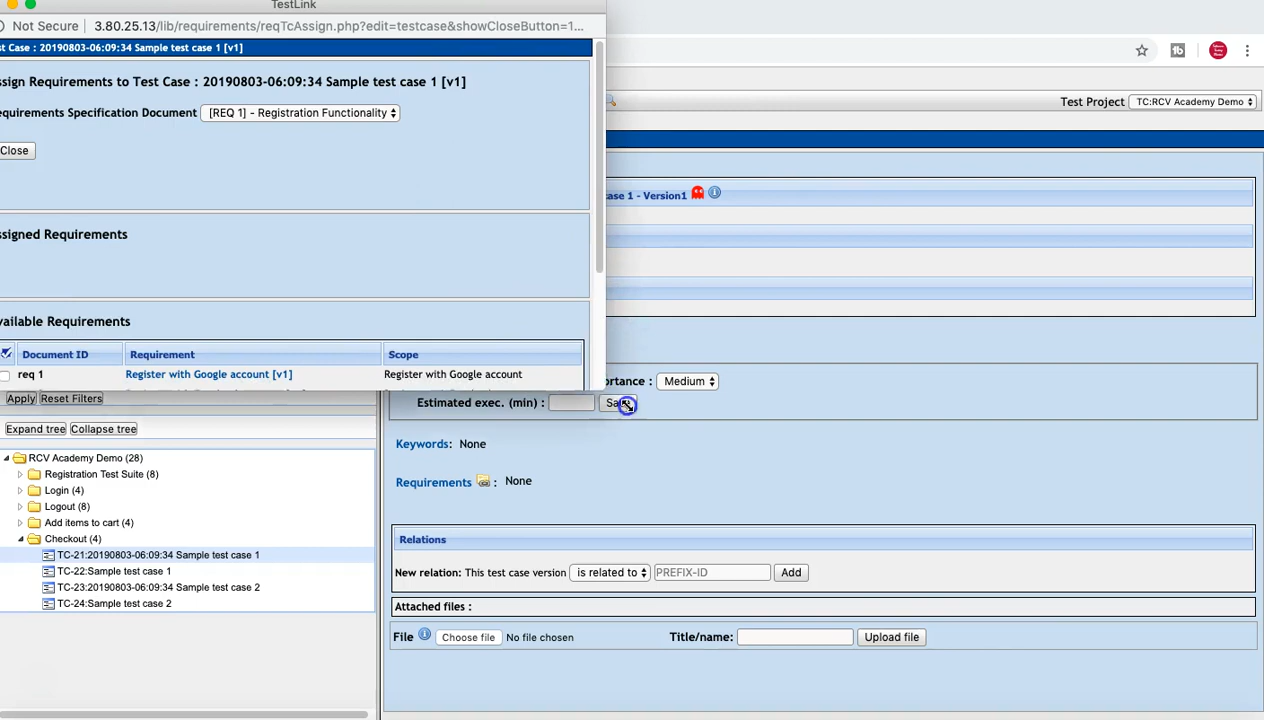 TestLink
Not Secure 3.80.25.13/lib/requirements/reqTcAssign.php?edit=testcase&showCloseButton=1...
st Case : 20190803-06:09:34 Sample test case 1 [v1]
ssign Requirements to Test Case : 20190803-06:09:34 Sample test case 1 [v1]
equirements Specification Document [REQ 1] - Registration Functionality
Close
ssigned Requirements
vailable Requirements
Document ID Requirement Scope
req 1 Register with Google account [v1] Register with Google account
Test Project TC:RCV Academy Demo
ase 1 - Version1
ortance : Medium
Estimated exec. (min) :
Keywords: None
Requirements : None
Relations
New relation: This test case version is related to PREFIX-ID Add
Attached files :
File Choose file No file chosen Title/name: Upload file
Apply Reset Filters
Expand tree Collapse tree
RCV Academy Demo (28)
Registration Test Suite (8)
Login (4)
Logout (8)
Add items to cart (4)
Checkout (4)
TC-21:20190803-06:09:34 Sample test case 1
TC-22:Sample test case 1
TC-23:20190803-06:09:34 Sample test case 2
TC-24:Sample test case 2